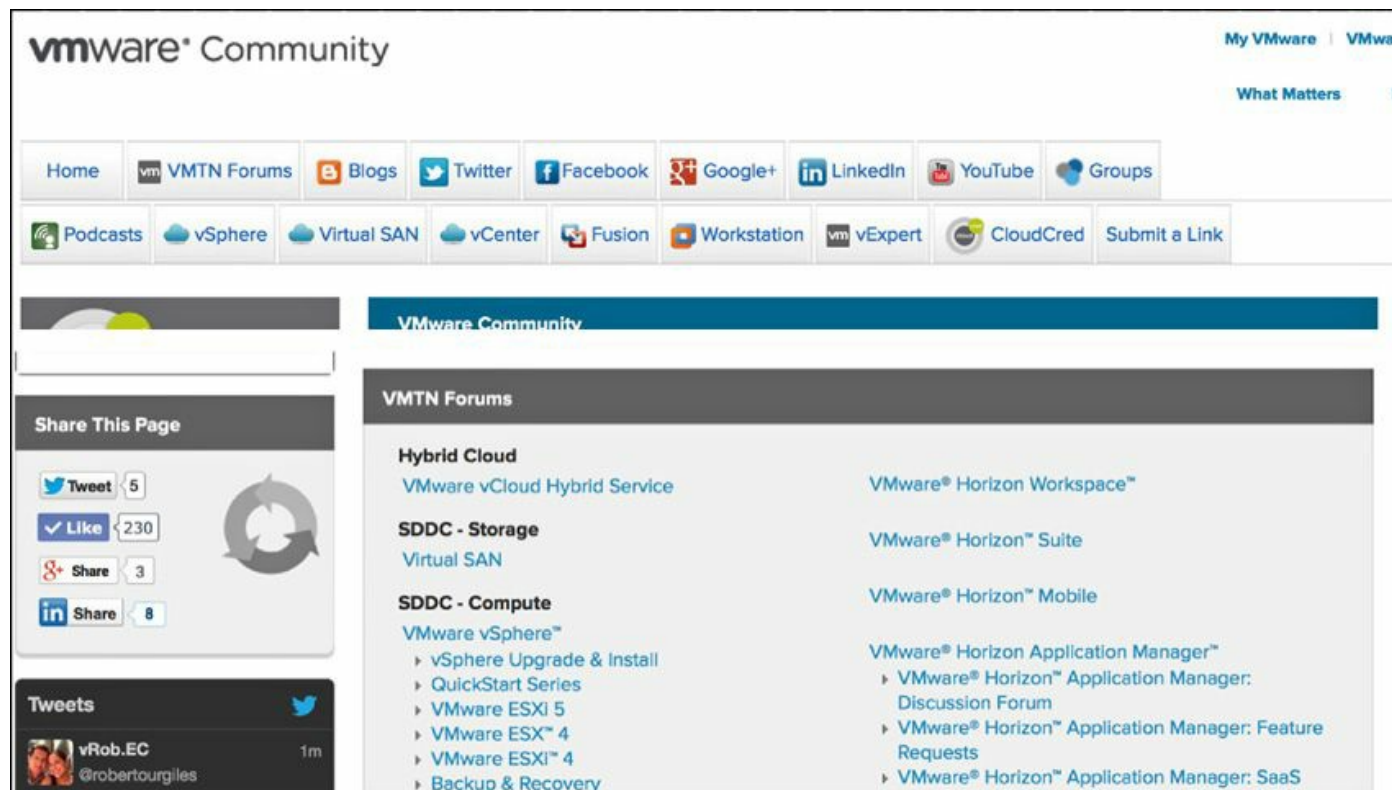 vmware® Community
My VMware | VMwa
What Matters
Home VMTN Forums Blogs Twitter Facebook Google+ LinkedIn YouTube Groups
Podcasts vSphere Virtual SAN vCenter Fusion Workstation vExpert CloudCred Submit a Link
VMware Community
Share This Page
Tweet 5
Like 230
Share 3
Share 8
Tweets
vRob.EC 1m
@robertourgiles
VMTN Forums
Hybrid Cloud
VMware vCloud Hybrid Service
SDDC - Storage
Virtual SAN
SDDC - Compute
VMware vSphere™
vSphere Upgrade & Install
QuickStart Series
VMware ESXi 5
VMware ESX™ 4
VMware ESXi™ 4
Backup & Recovery
VMware® Horizon Workspace™
VMware® Horizon™ Suite
VMware® Horizon™ Mobile
VMware® Horizon Application Manager™
VMware® Horizon™ Application Manager:
Discussion Forum
VMware® Horizon™ Application Manager: Feature
Requests
VMware® Horizon™ Application Manager: SaaS